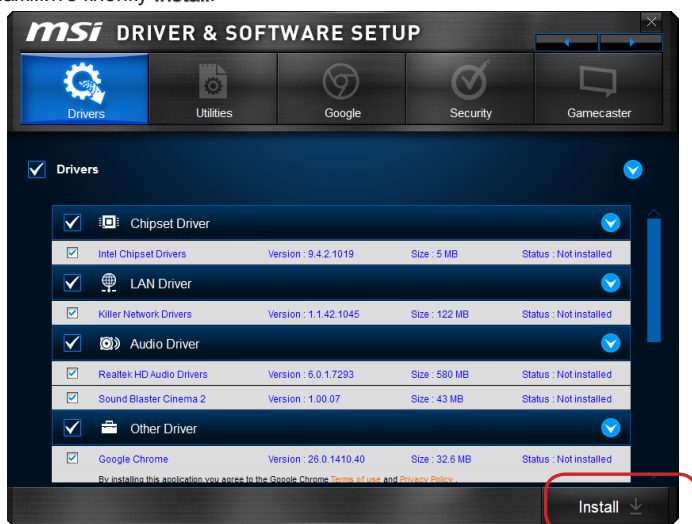 Install
msi DRIVER & SOFTWARE SETUP
Drivers Utilities Google Security Gamecaster
Drivers
Chipset Driver
Intel Chipset Drivers Version : 9.4.2.1019 Size : 5 MB Status : Not installed
LAN Driver
Killer Network Drivers Version : 1.1.42.1045 Size : 122 MB Status : Not installed
Audio Driver
Realtek HD Audio Drivers Version : 6.0.1.7293 Size : 580 MB Status : Not installed
Sound Blaster Cinema 2 Version : 1.00.07 Size : 43 MB Status : Not installed
Other Driver
Google Chrome Version : 26.0.1410.40 Size : 32.6 MB Status : Not installed
By instaling this application,you agree to the Google Chrome Terms of use and Privacy Policy .
Install